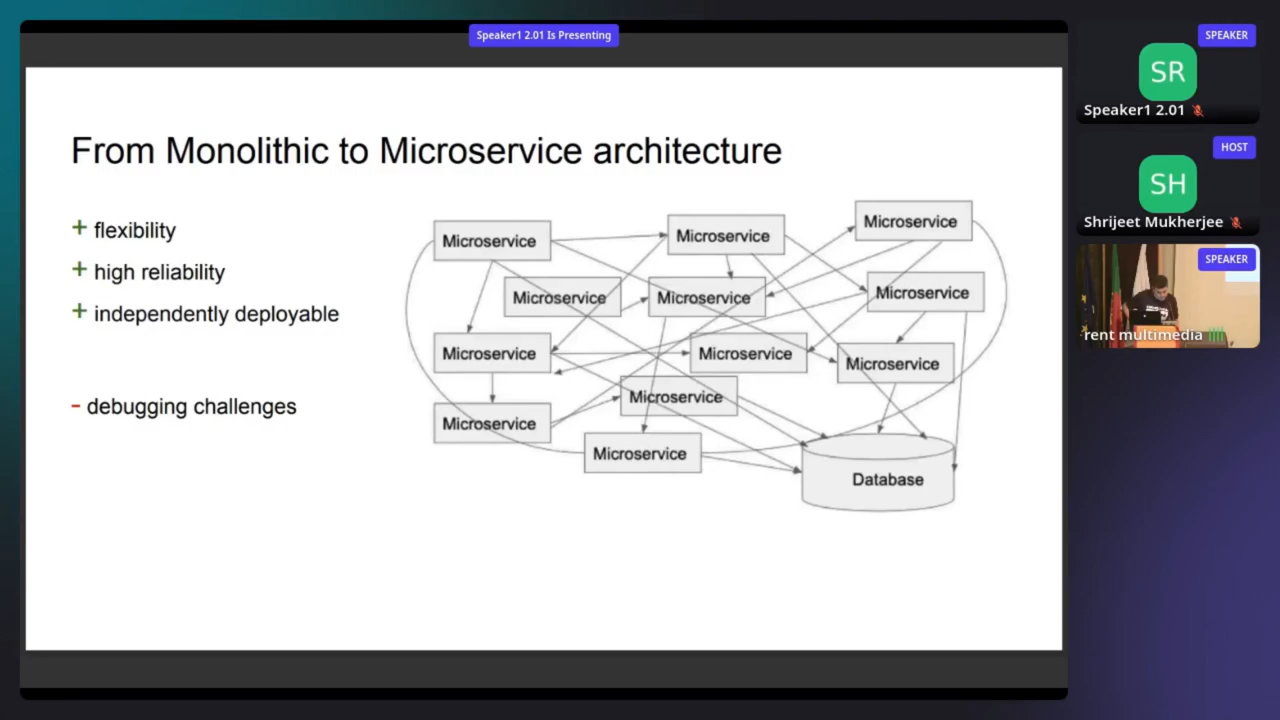 Speaker1 2.01 Is Presenting
From Monolithic to Microservice architecture
+ flexibility
+ high reliability
+ independently deployable
- debugging challenges
Microservice
Microservice
Microservice
Microservice
Microservice
Microservice
Microservice
Microservice
Microservice
Microservice
Microservice
Microservice
Database
SPEAKER
SR
Speaker1 2.01
HOST
SH
Shrijeet Mukherjee
SPEAKER
rent multimedia